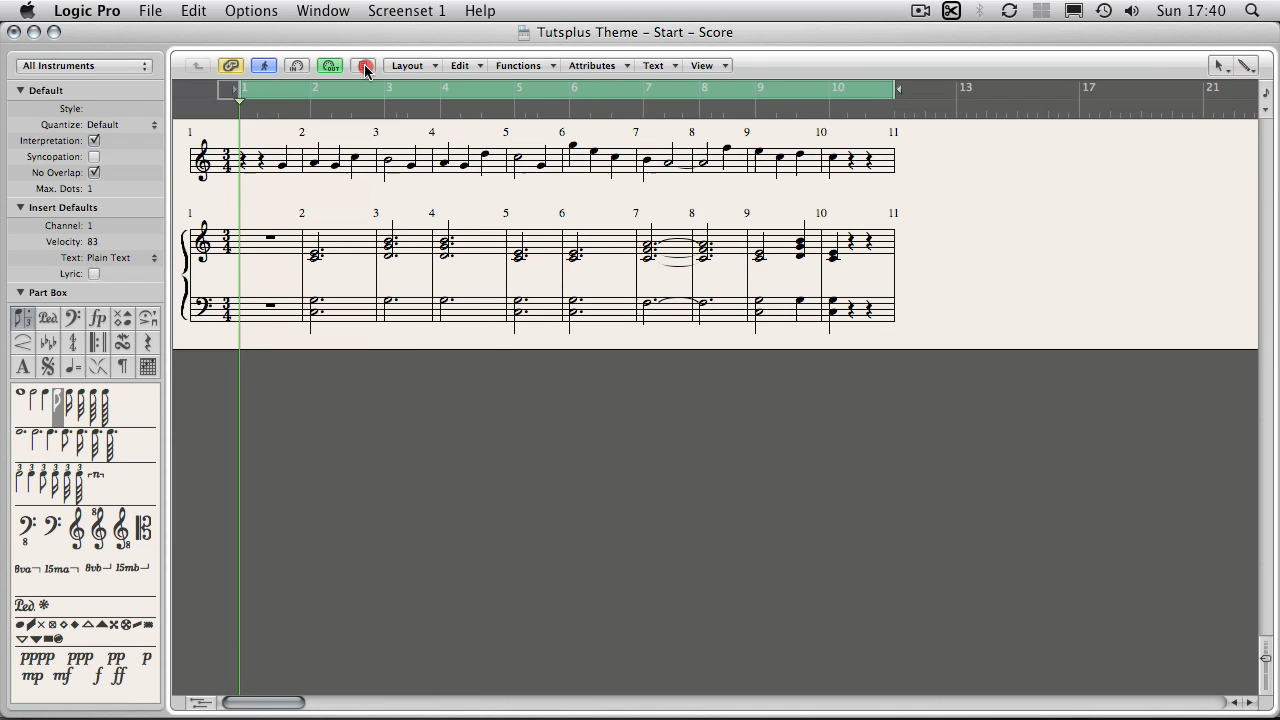 Logic Pro File Edit Options Window Screenset 1 Help Sun 17:40
Tutsplus Theme – Start – Score
All Instruments
OUT Layout Edit Functions Attributes Text View
Default
1 2 3 4 5 6 7 8 9 10 13 17 21
Style:
Quantize: Default
Interpretation:
Syncopation:
No Overlap:
Max. Dots: 1
1 3 2 3 4 5 6 7 8 9 10 11
Insert Defaults
Channel: 1
1 2 3 4 5 6 7 8 9 10 11
Velocity: 83
Text: Plain Text
Lyric:
Part Box
8va 15ma 8vb 15mb
Ped.
pppp ppp pp p
mp mf f ff